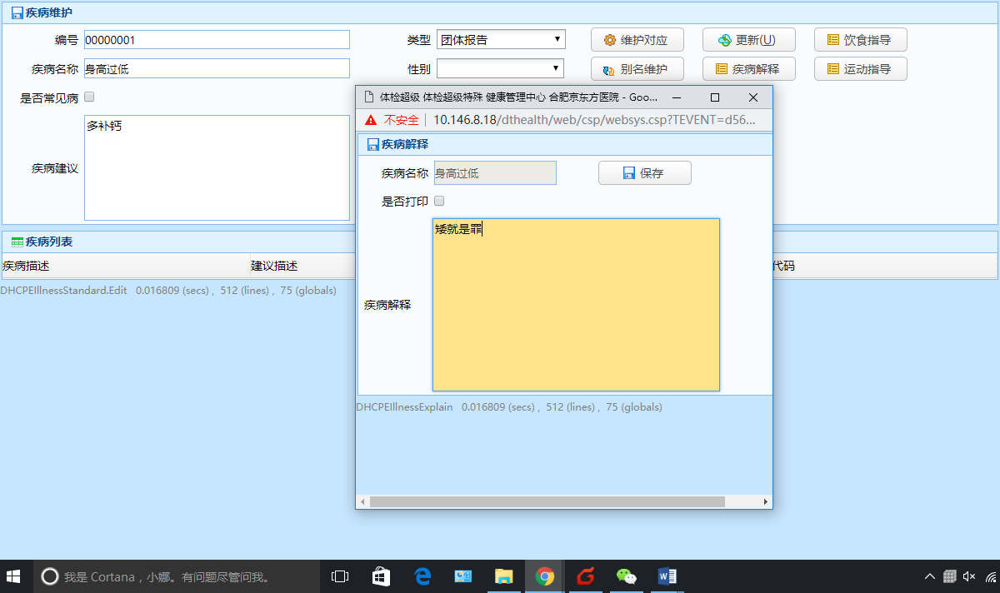 疾病维护
编号 00000001 类型 团体报告 维护对应 更新(U) 饮食指导
疾病名称 身高过低 性别 别名维护 疾病解释 运动指导
是否常见病
疾病建议 多补钙
疾病列表
疾病描述 建议描述 代码
DHCPEIllnessStandard.Edit 0.016809 (secs) , 512 (lines) , 75 (globals)
体检超级 体检超级特殊 健康管理中心 合肥京东方医院 - Goo...
不安全 10.146.8.18/dthealth/web/csp/websys.csp?TEVENT=d56...
疾病解释
疾病名称 身高过低 保存
是否打印
疾病解释 矮就是罪
DHCPEIllnessExplain 0.016809 (secs) , 512 (lines) , 75 (globals)
我是 Cortana，小娜。有问题尽管问我。